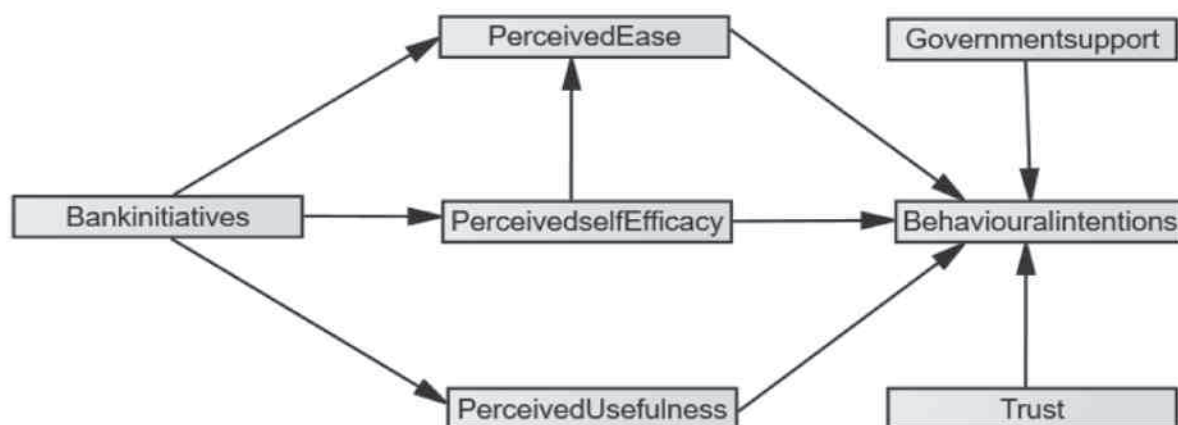 PerceivedEase
Governmentsupport
Bankinitiatives
PerceivedselfEfficacy
Behaviouralintentions
PerceivedUsefulness
Trust